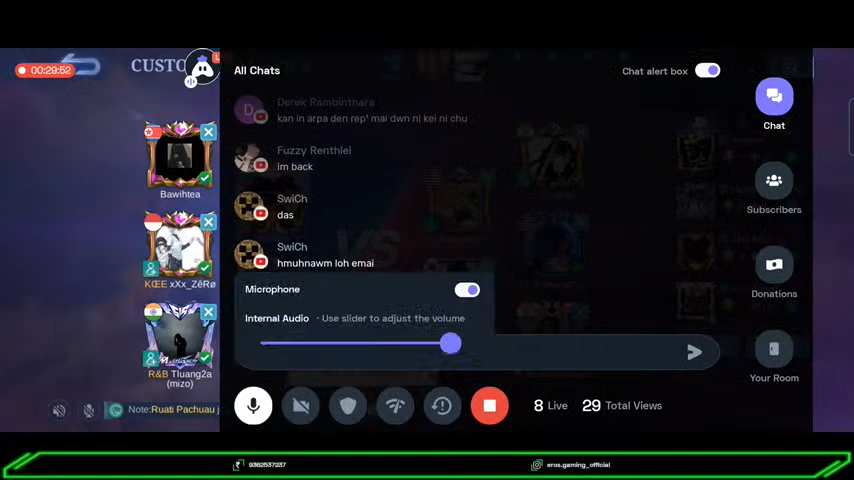 00:29:52
CUSTO
L
All Chats
Chat alert box
Derek Rambinthara
kan in arpa den rep' mai dwn ni kei ni chu
Fuzzy Renthlei
im back
SwiCh
das
SwiCh
hmuhnawm loh emai
Microphone
Internal Audio • Use slider to adjust the volume
Chat
Subscribers
Donations
Your Room
VS
D
Bawihtea
KŒE xXx_ZêRø
R&B Tluang2a
(mizo)
Note:Ruati Pachuau j
8 Live 29 Total Views
9362537237
eros.gaming_official